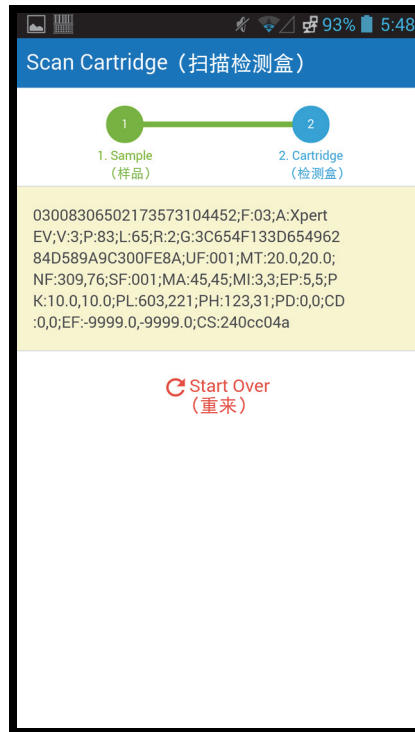 93% 5:48
Scan Cartridge（扫描检测盒）
1 2
1. Sample 2. Cartridge
（样品） （检测盒）
03008306502173573104452;F:03;A:Xpert
EV;V:3;P:83;L:65;R:2;G:3C654F133D654962
84D589A9C300FE8A;UF:001;MT:20.0,20.0;
NF:309,76;SF:001;MA:45,45;MI:3,3;EP:5,5;P
K:10.0,10.0;PL:603,221;PH:123,31;PD:0,0;CD
:0,0;EF:-9999.0,-9999.0;CS:240cc04a
Start Over
（重来）